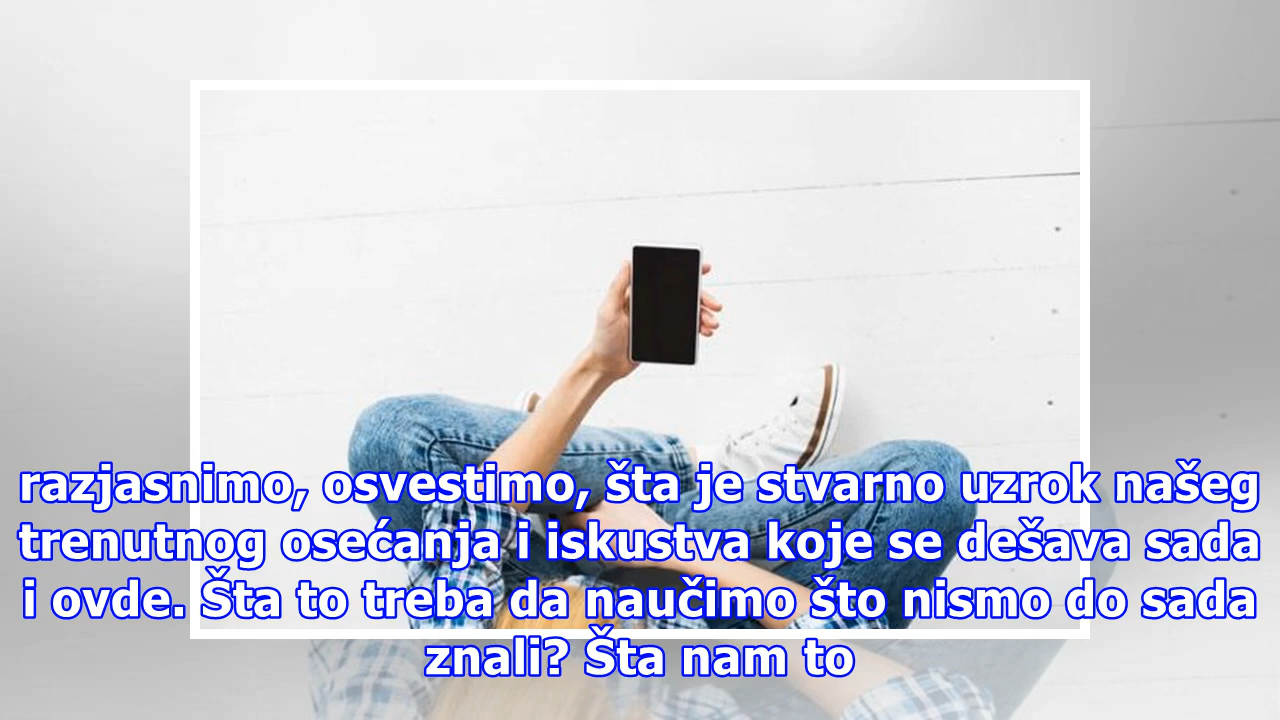 razjasnimo, osvestimo, šta je stvarno uzrok našeg
trenutnog osećanja i iskustva koje se dešava sada
i ovde. Šta to treba da naučimo što nismo do sada
znali? Šta nam to